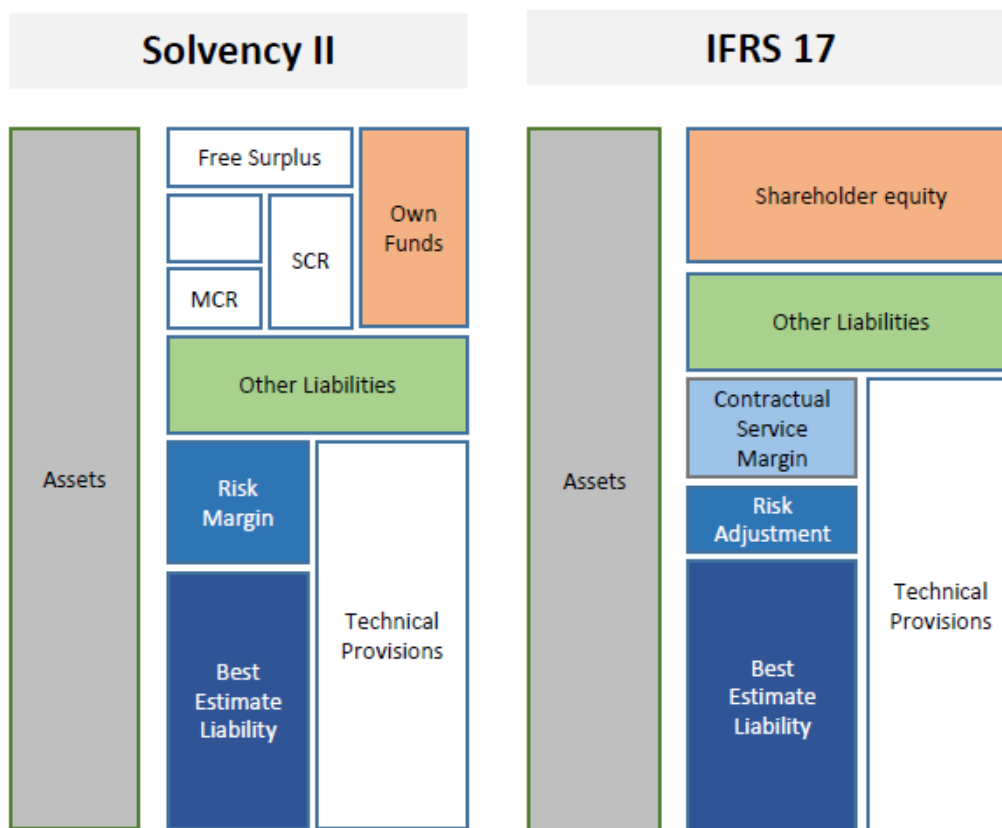 Solvency II
Assets
Free Surplus
Own
Funds
SCR
MCR
Other Liabilities
Risk
Margin
Technical
Provisions
Best
Estimate
Liability
IFRS 17
Assets
Shareholder equity
Other Liabilities
Contractual
Service
Margin
Risk
Adjustment
Technical
Provisions
Best
Estimate
Liability